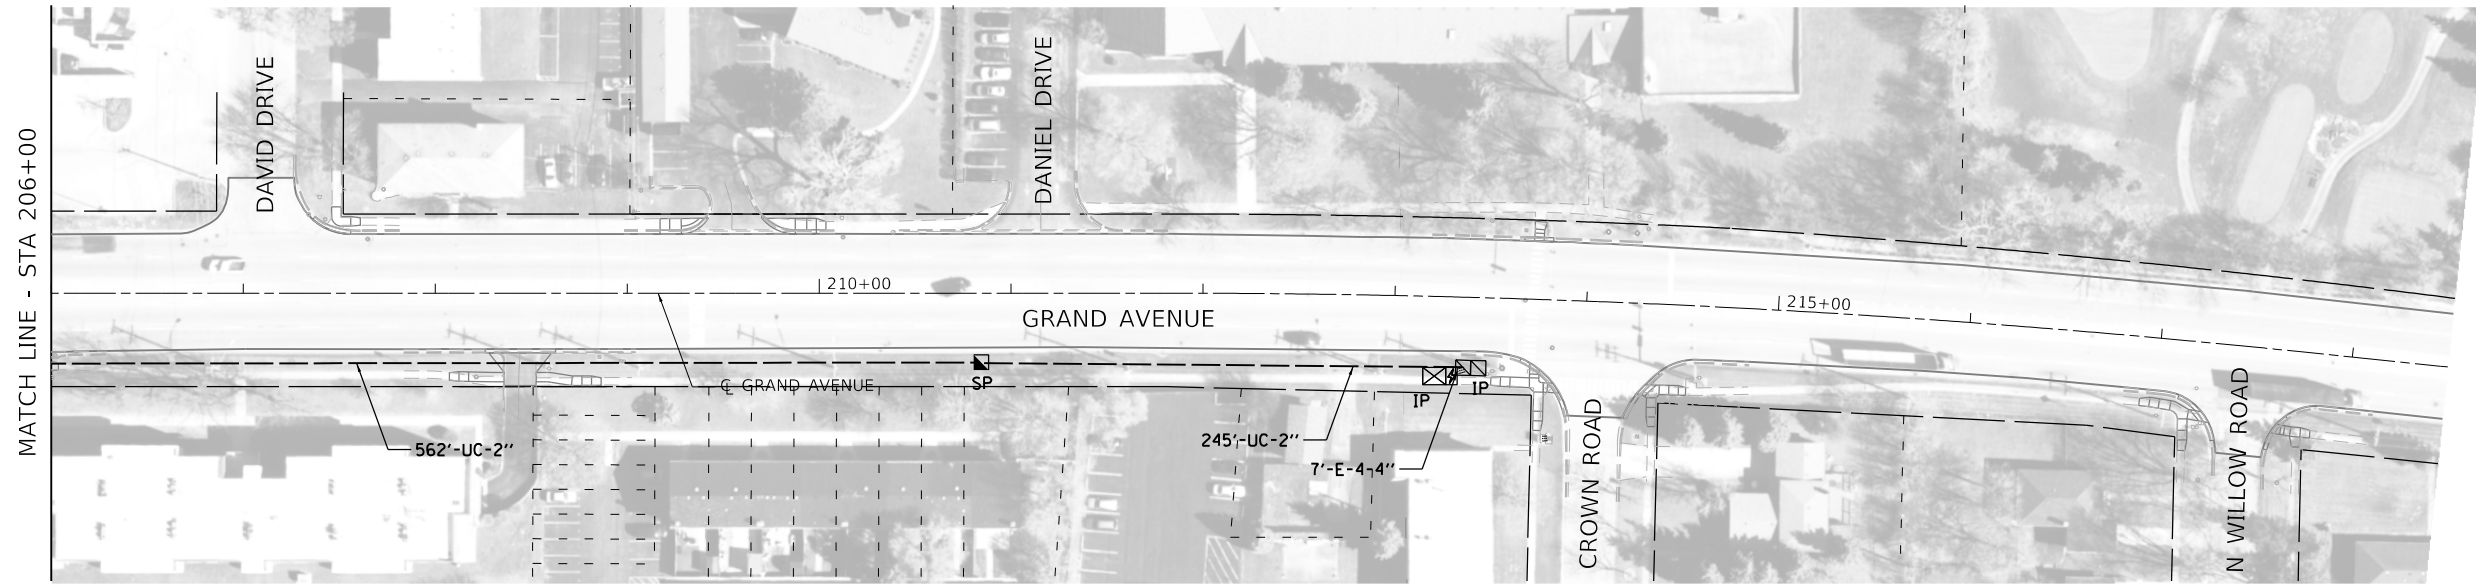 MATCH LINE - STA 206+00
DAVID DRIVE
DANIEL DRIVE
210+00
215+00
GRAND AVENUE
℄ GRAND AVENUE
SP
IP
IP
562'-UC-2"
245'-UC-2"
7'-E-4-4"
CROWN ROAD
N WILLOW ROAD